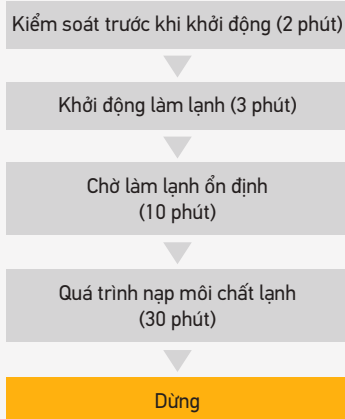 Kiểm soát trước khi khởi động (2 phút)
Khởi động làm lạnh (3 phút)
Chờ làm lạnh ổn định
(10 phút)
Quá trình nạp môi chất lạnh
(30 phút)
Dừng